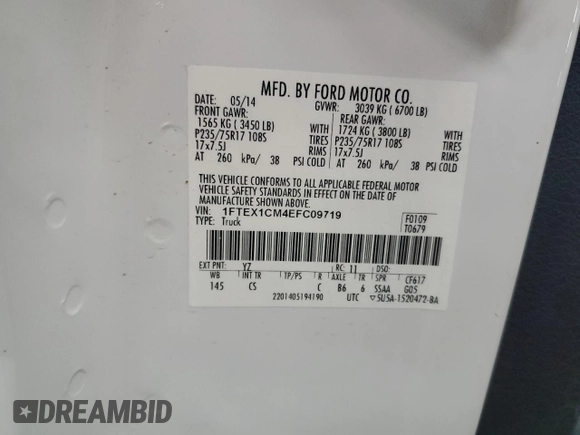 MFD. BY FORD MOTOR CO.
DATE: 05/14 GVWR: 3039 KG ( 6700 LB)
FRONT GAWR: REAR GAWR:
1565 KG ( 3450 LB) WITH 1724 KG ( 3800 LB) WITH
P235/75R17 108S TIRES P235/75R17 108S TIRES
17x7.5J RIMS 17x7.5J RIMS
AT 260 kPa/ 38 PSI COLD AT 260 kPa/ 38 PSI COLD
THIS VEHICLE CONFORMS TO ALL APPLICABLE FEDERAL MOTOR
VEHICLE SAFETY STANDARDS IN EFFECT ON THE DATE OF
MANUFACTURE SHOWN ABOVE.
VIN: 1FTEX1CM4EFC09719 F0109
TYPE: Truck T0679
EXT PNT: YZ RC: 11 DSO:
WB INT TR TP/PS R AXLE TR SPR CF617
145 CS C B6 6 SSAA G05
2201405194190 UTC ▽5U5A-1520472-BA
DREAMBID